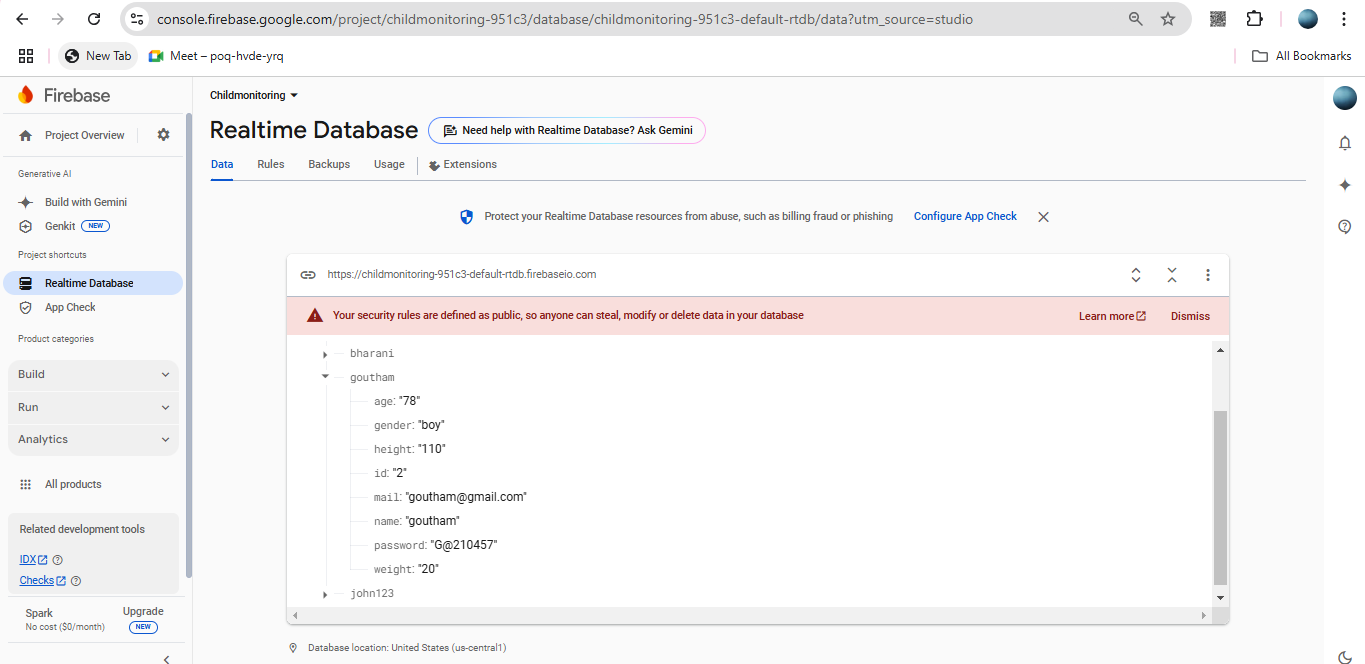 console.firebase.google.com/project/childmonitoring-951c3/database/childmonitoring-951c3-default-rtdb/data?utm_source=studio
New Tab
Meet – poq-hvde-yrq
All Bookmarks
Firebase
Project Overview
Generative AI
Build with Gemini
Genkit NEW
Project shortcuts
Realtime Database
App Check
Product categories
Build
Run
Analytics
All products
Related development tools
IDX
Checks
Spark
No cost ($0/month)
Upgrade
NEW
Childmonitoring
Realtime Database
Need help with Realtime Database? Ask Gemini
Data Rules Backups Usage Extensions
Protect your Realtime Database resources from abuse, such as billing fraud or phishing Configure App Check
https://childmonitoring-951c3-default-rtdb.firebaseio.com
Your security rules are defined as public, so anyone can steal, modify or delete data in your database Learn more Dismiss
bharani
goutham
age: "78"
gender: "boy"
height: "110"
id: "2"
mail: "goutham@gmail.com"
name: "goutham"
password: "G@210457"
weight: "20"
john123
Database location: United States (us-central1)